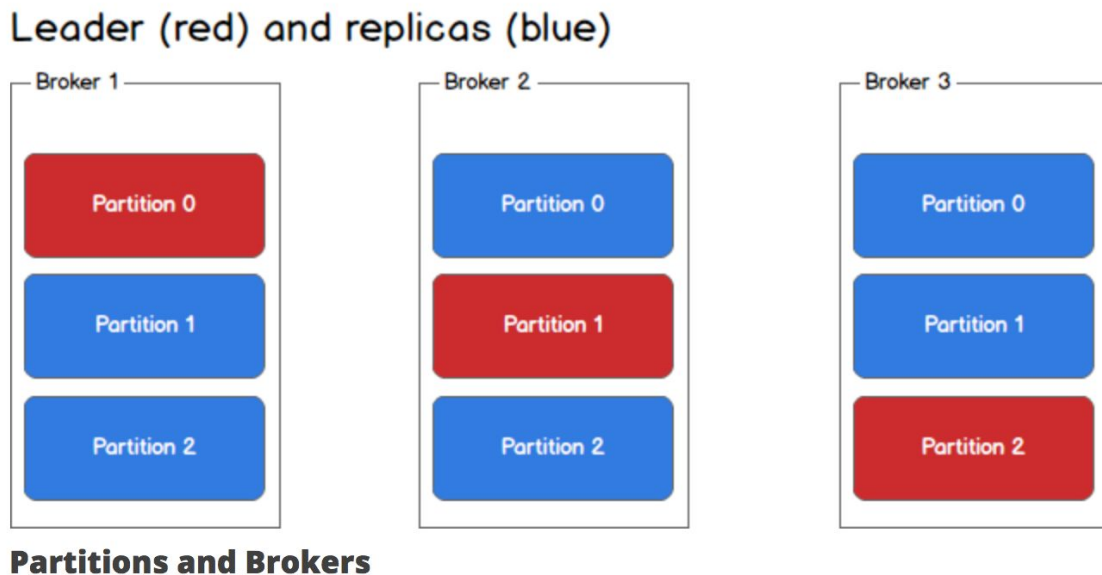 Leader (red) and replicas (blue)
Broker 1
Broker 2
Broker 3
Partition 0
Partition 0
Partition 0
Partition 1
Partition 1
Partition 1
Partition 2
Partition 2
Partition 2
Partitions and Brokers